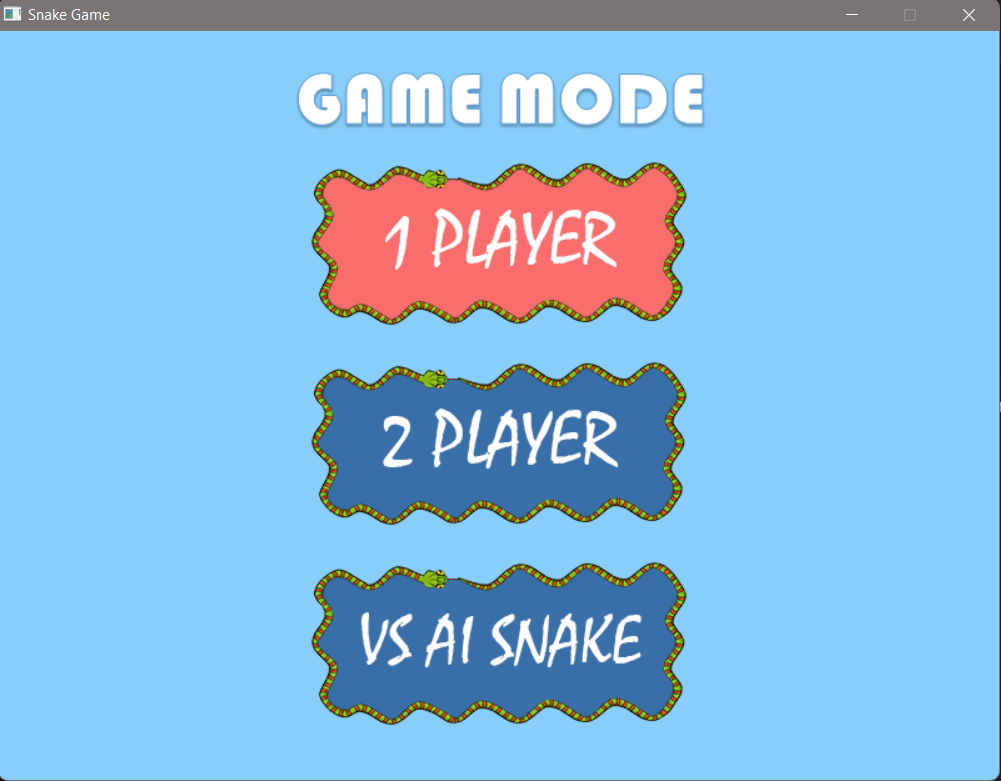 Snake Game
GAME MODE
1 PLAYER
2 PLAYER
VS AI SNAKE